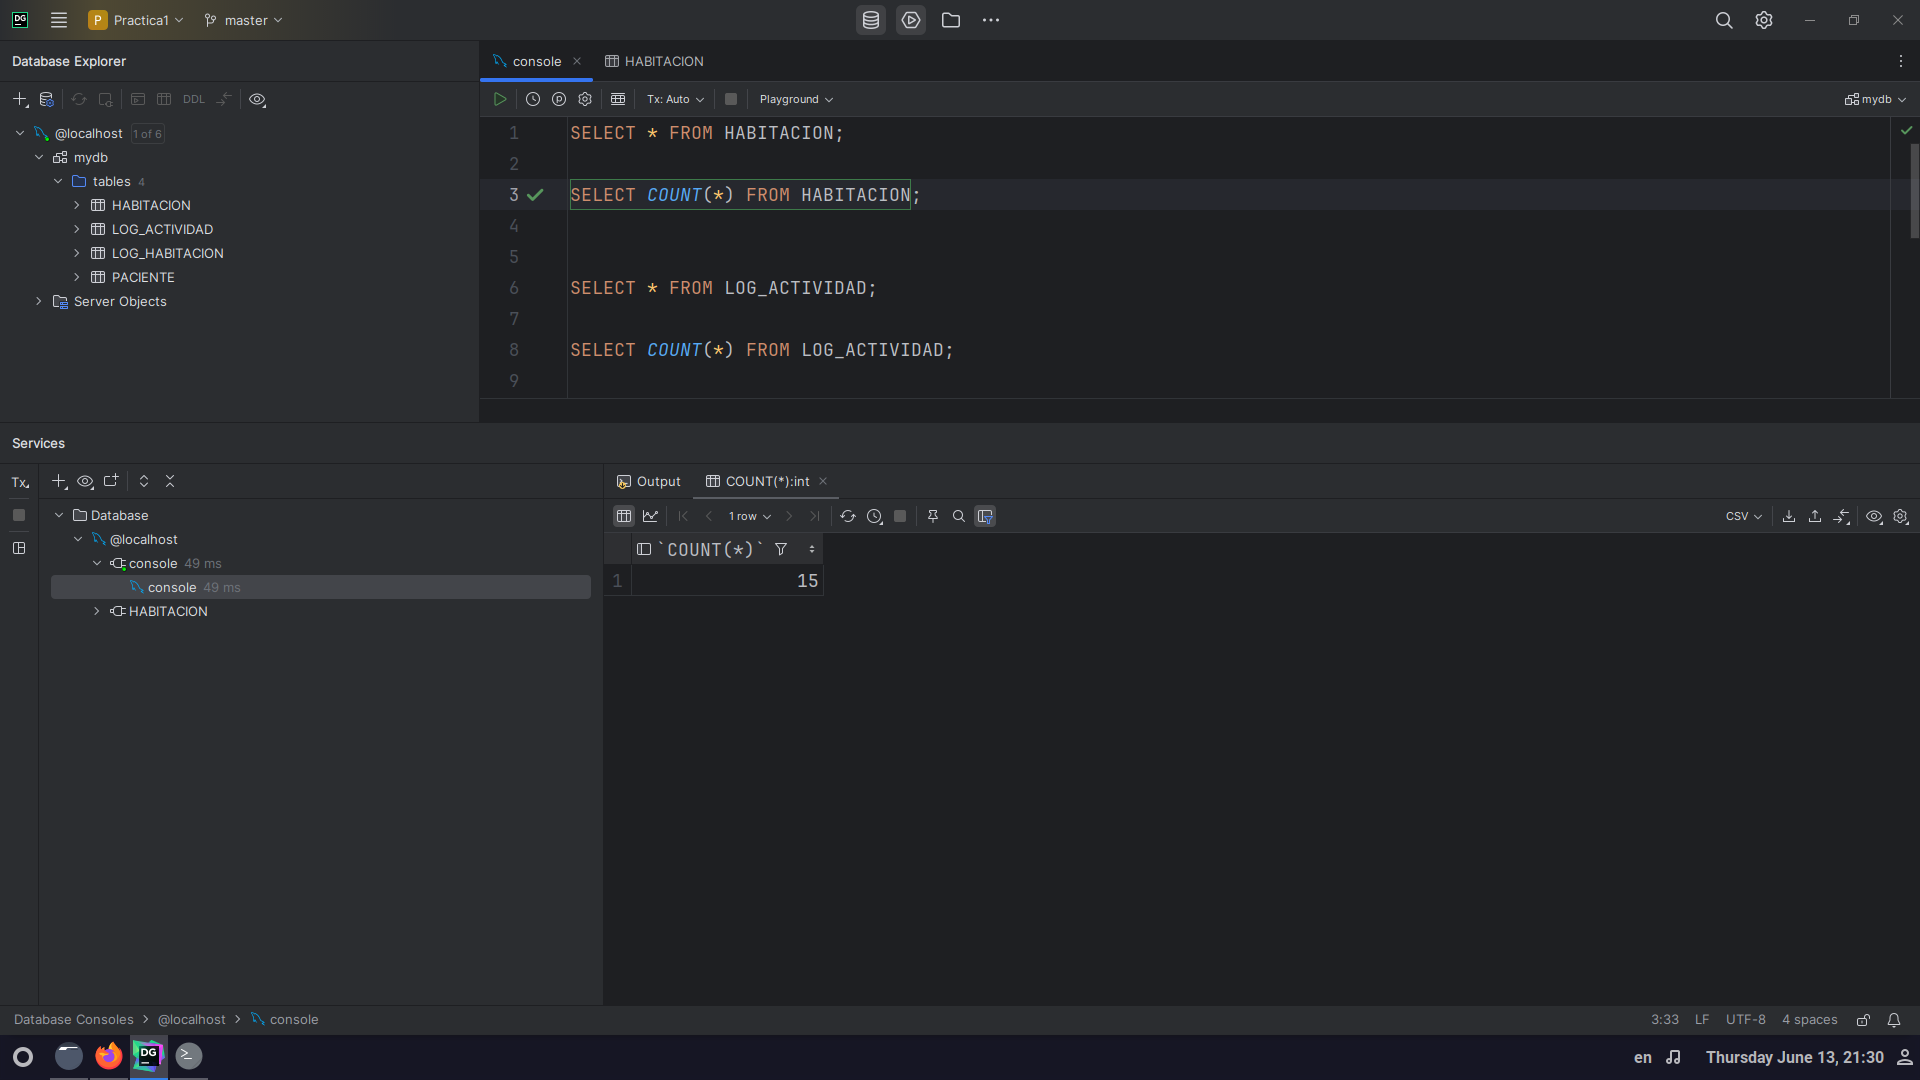 DG
P Practica1
master
Database Explorer
console
HABITACION
DDL
Tx: Auto
Playground
mydb
@localhost 1 of 6
mydb
tables 4
HABITACION
LOG_ACTIVIDAD
LOG_HABITACION
PACIENTE
Server Objects
1 SELECT * FROM HABITACION;
2
3 SELECT COUNT(*) FROM HABITACION;
4
5
6 SELECT * FROM LOG_ACTIVIDAD;
7
8 SELECT COUNT(*) FROM LOG_ACTIVIDAD;
9
Services
Tx
Output
COUNT(*):int
1 row
CSV
Database
@localhost
console 49 ms
console 49 ms
HABITACION
`COUNT(*)`
1 15
Database Consoles > @localhost > console
3:33 LF UTF-8 4 spaces
DG
en
Thursday June 13, 21:30